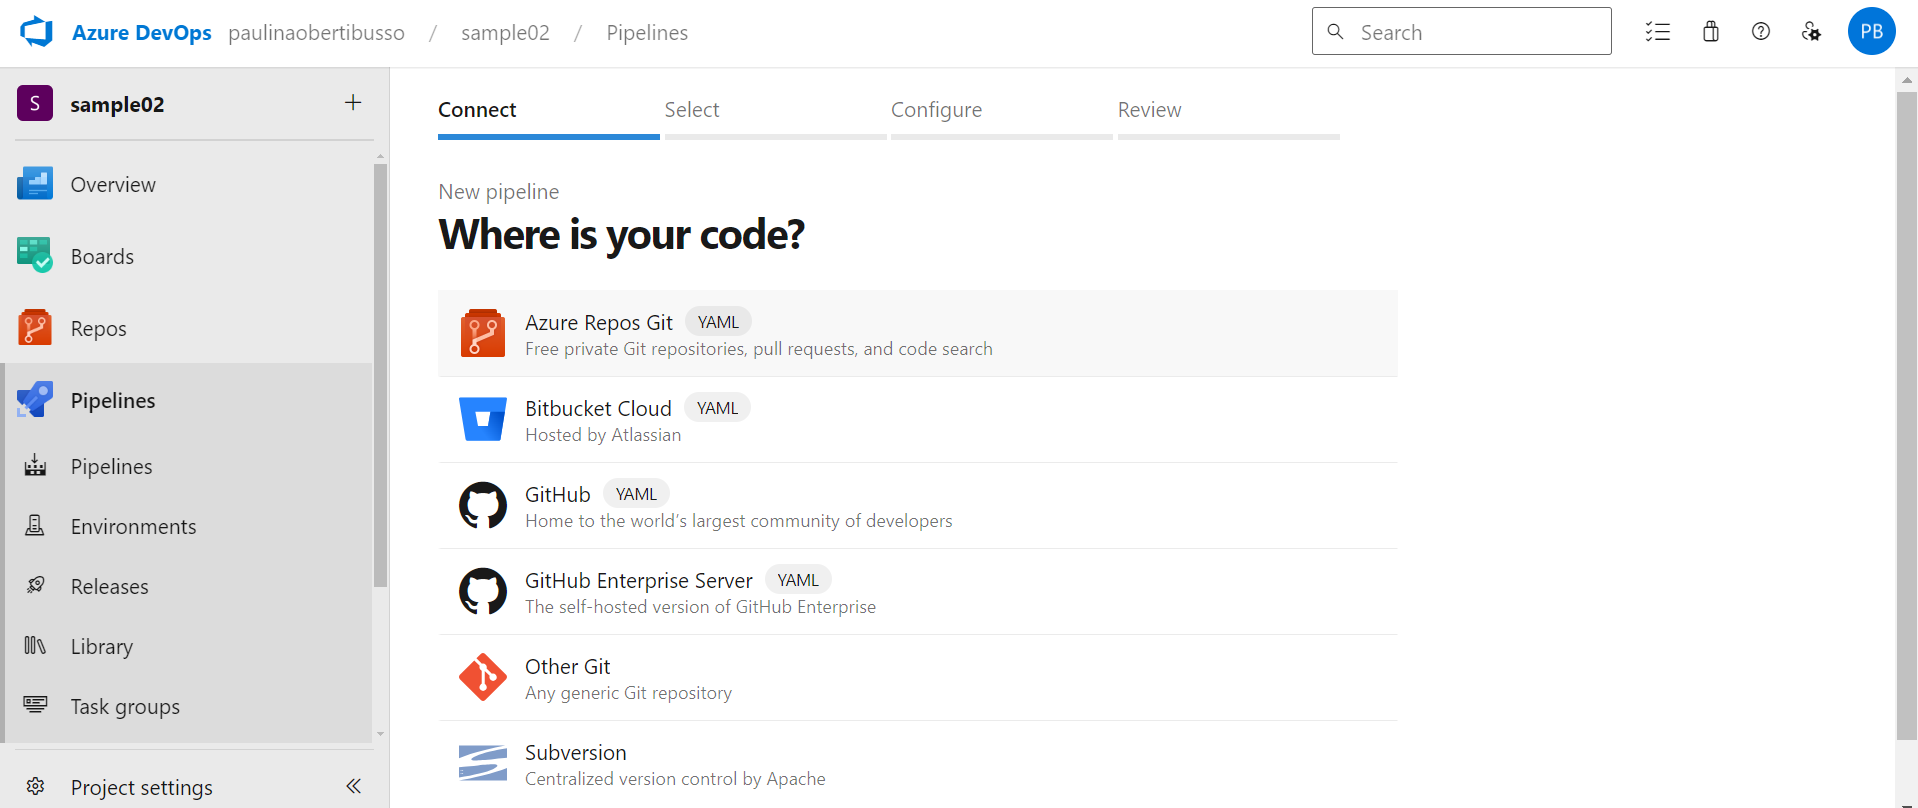 Azure DevOps paulinaobertibusso / sample02 / Pipelines Search PB
S sample02 +
Overview
Boards
Repos
Pipelines
Pipelines
Environments
Releases
Library
Task groups
Project settings
Connect Select Configure Review
New pipeline
Where is your code?
Azure Repos Git YAML
Free private Git repositories, pull requests, and code search
Bitbucket Cloud YAML
Hosted by Atlassian
GitHub YAML
Home to the world’s largest community of developers
GitHub Enterprise Server YAML
The self-hosted version of GitHub Enterprise
Other Git
Any generic Git repository
Subversion
Centralized version control by Apache